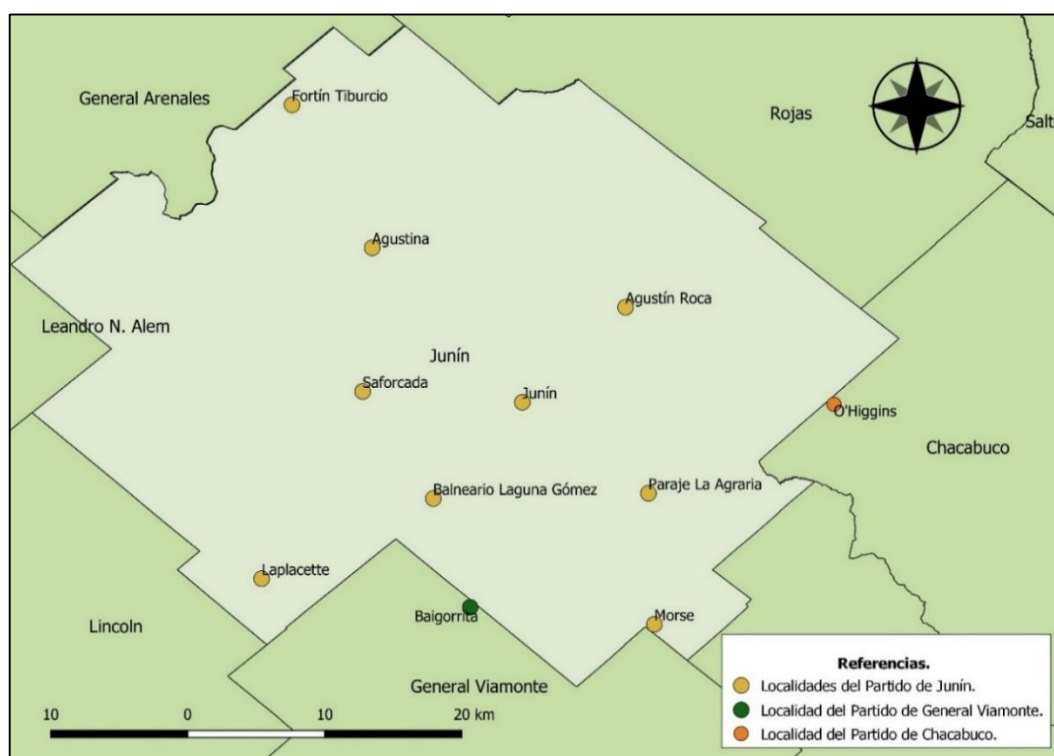 General Arenales
Fortín Tiburcio
Rojas
Salt
Agustina
Agustín Roca
Leandro N. Alem
Junín
Saforcada
Junín
O'Higgins
Chacabuco
Balneario Laguna Gómez
Paraje La Agraria
Laplacette
Baigorrita
Morse
Lincoln
General Viamonte
10 0 10 20 km
Referencias.
Localidades del Partido de Junín.
Localidad del Partido de General Viamonte.
Localidad del Partido de Chacabuco.